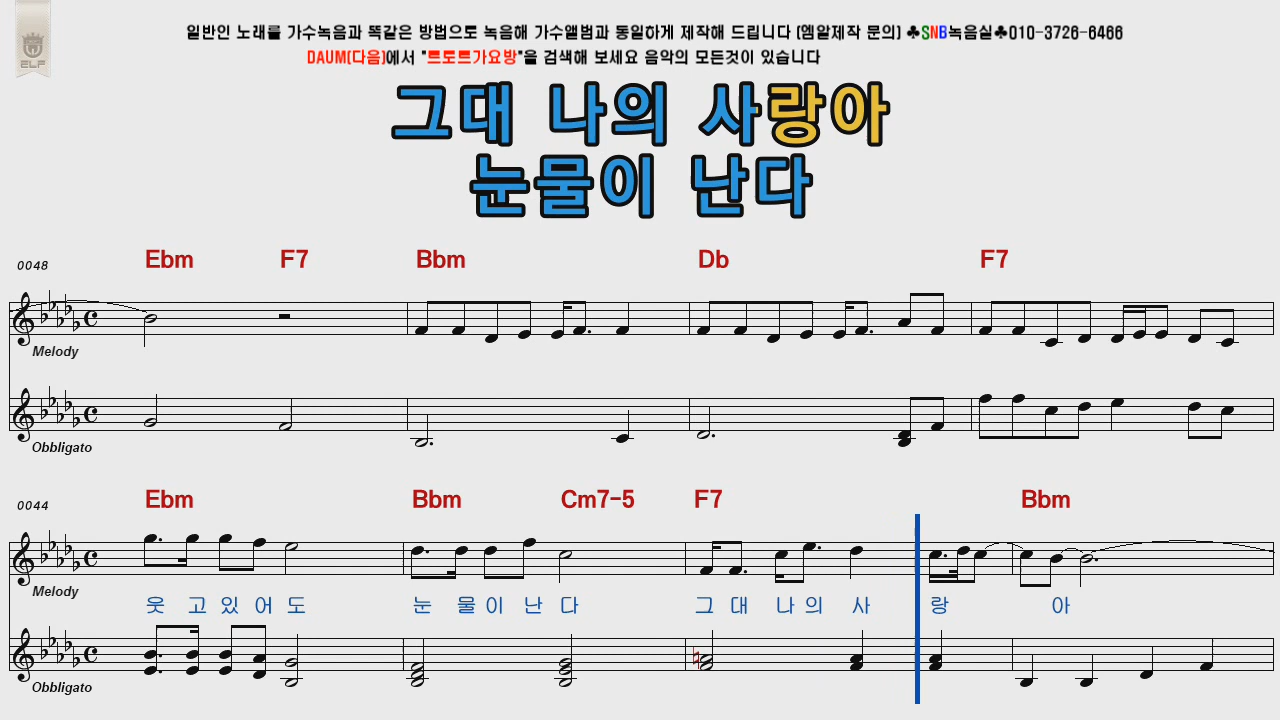 일반인 노래를 가수녹음과 똑같은 방법으로 녹음해 가수앨범과 동일하게 제작해 드립니다 (엠알제작 문의) ♣SNB녹음실♣010-3726-6466
DAUM(다음)에서 "트로트가요방"을 검색해 보세요 음악의 모든것이 있습니다
ELF
그대 나의 사랑아
눈물이 난다
0048 Ebm F7 Bbm Db F7
Melody
Obbligato
0044 Ebm Bbm Cm7-5 F7 Bbm
Melody
웃 고 있 어 도 눈 물 이 난 다 그 대 나 의 사 랑 아
Obbligato